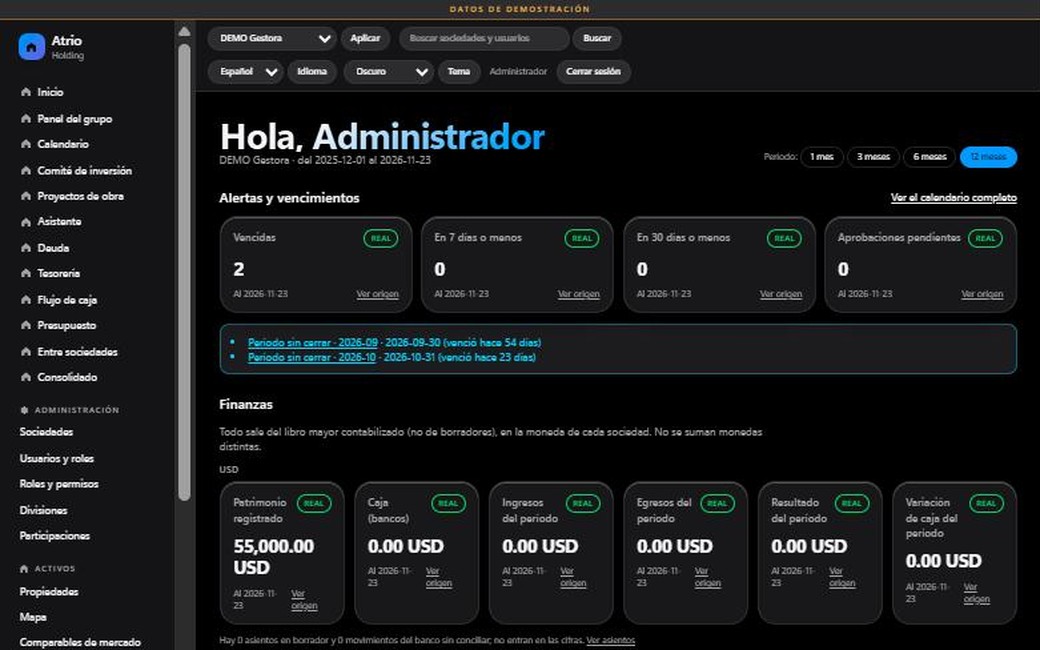 DATOS DE DEMOSTRACIÓN
Atrio
Holding
DEMO Gestora
Aplicar
Buscar sociedades y usuarios
Buscar
Español
Idioma
Oscuro
Tema
Administrador
Cerrar sesión
Inicio
Panel del grupo
Calendario
Comité de inversión
Proyectos de obra
Asistente
Deuda
Tesorería
Flujo de caja
Presupuesto
Entre sociedades
Consolidado
ADMINISTRACIÓN
Sociedades
Usuarios y roles
Roles y permisos
Divisiones
Participaciones
ACTIVOS
Propiedades
Mapa
Comparables de mercado
Hola, Administrador
DEMO Gestora · del 2025-12-01 al 2026-11-23
Periodo: 1 mes 3 meses 6 meses 12 meses
Alertas y vencimientos
Ver el calendario completo
Vencidas REAL
2
Al 2026-11-23 Ver origen
En 7 días o menos REAL
0
Al 2026-11-23 Ver origen
En 30 días o menos REAL
0
Al 2026-11-23 Ver origen
Aprobaciones pendientes REAL
0
Al 2026-11-23 Ver origen
• Periodo sin cerrar · 2026-09 · 2026-09-30 (venció hace 54 días)
• Periodo sin cerrar · 2026-10 · 2026-10-31 (venció hace 23 días)
Finanzas
Todo sale del libro mayor contabilizado (no de borradores), en la moneda de cada sociedad. No se suman monedas
distintas.
USD
Patrimonio REAL
registrado
55,000.00
USD
Al 2026-11- Ver
23 origen
Caja REAL
(bancos)
0.00 USD
Al 2026-11- Ver
23 origen
Ingresos REAL
del periodo
0.00 USD
Al 2026-11- Ver
23 origen
Egresos del REAL
periodo
0.00 USD
Al 2026-11- Ver
23 origen
Resultado REAL
del periodo
0.00 USD
Al 2026-11- Ver
23 origen
Variación REAL
de caja del
periodo
0.00 USD
Al 2026-11- Ver
23 origen
Hay 0 asientos en borrador y 0 movimientos del banco sin conciliar; no entran en las cifras. Ver asientos